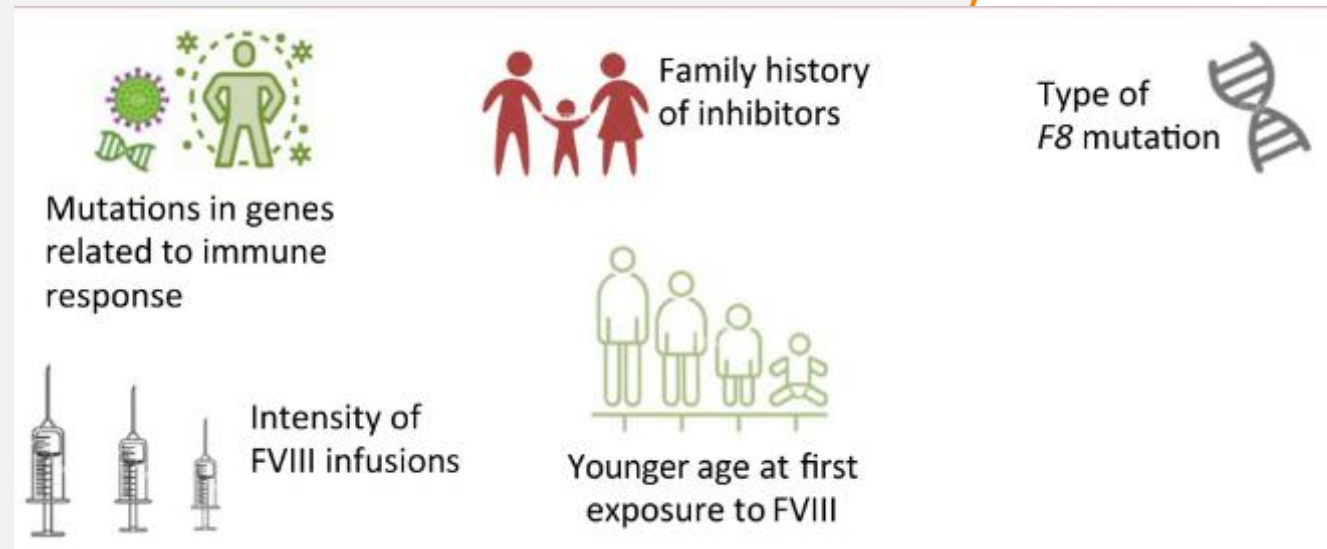 Mutations in genes
related to immune
response
Family history
of inhibitors
Type of
F8 mutation
Intensity of
FVIII infusions
Younger age at first
exposure to FVIII